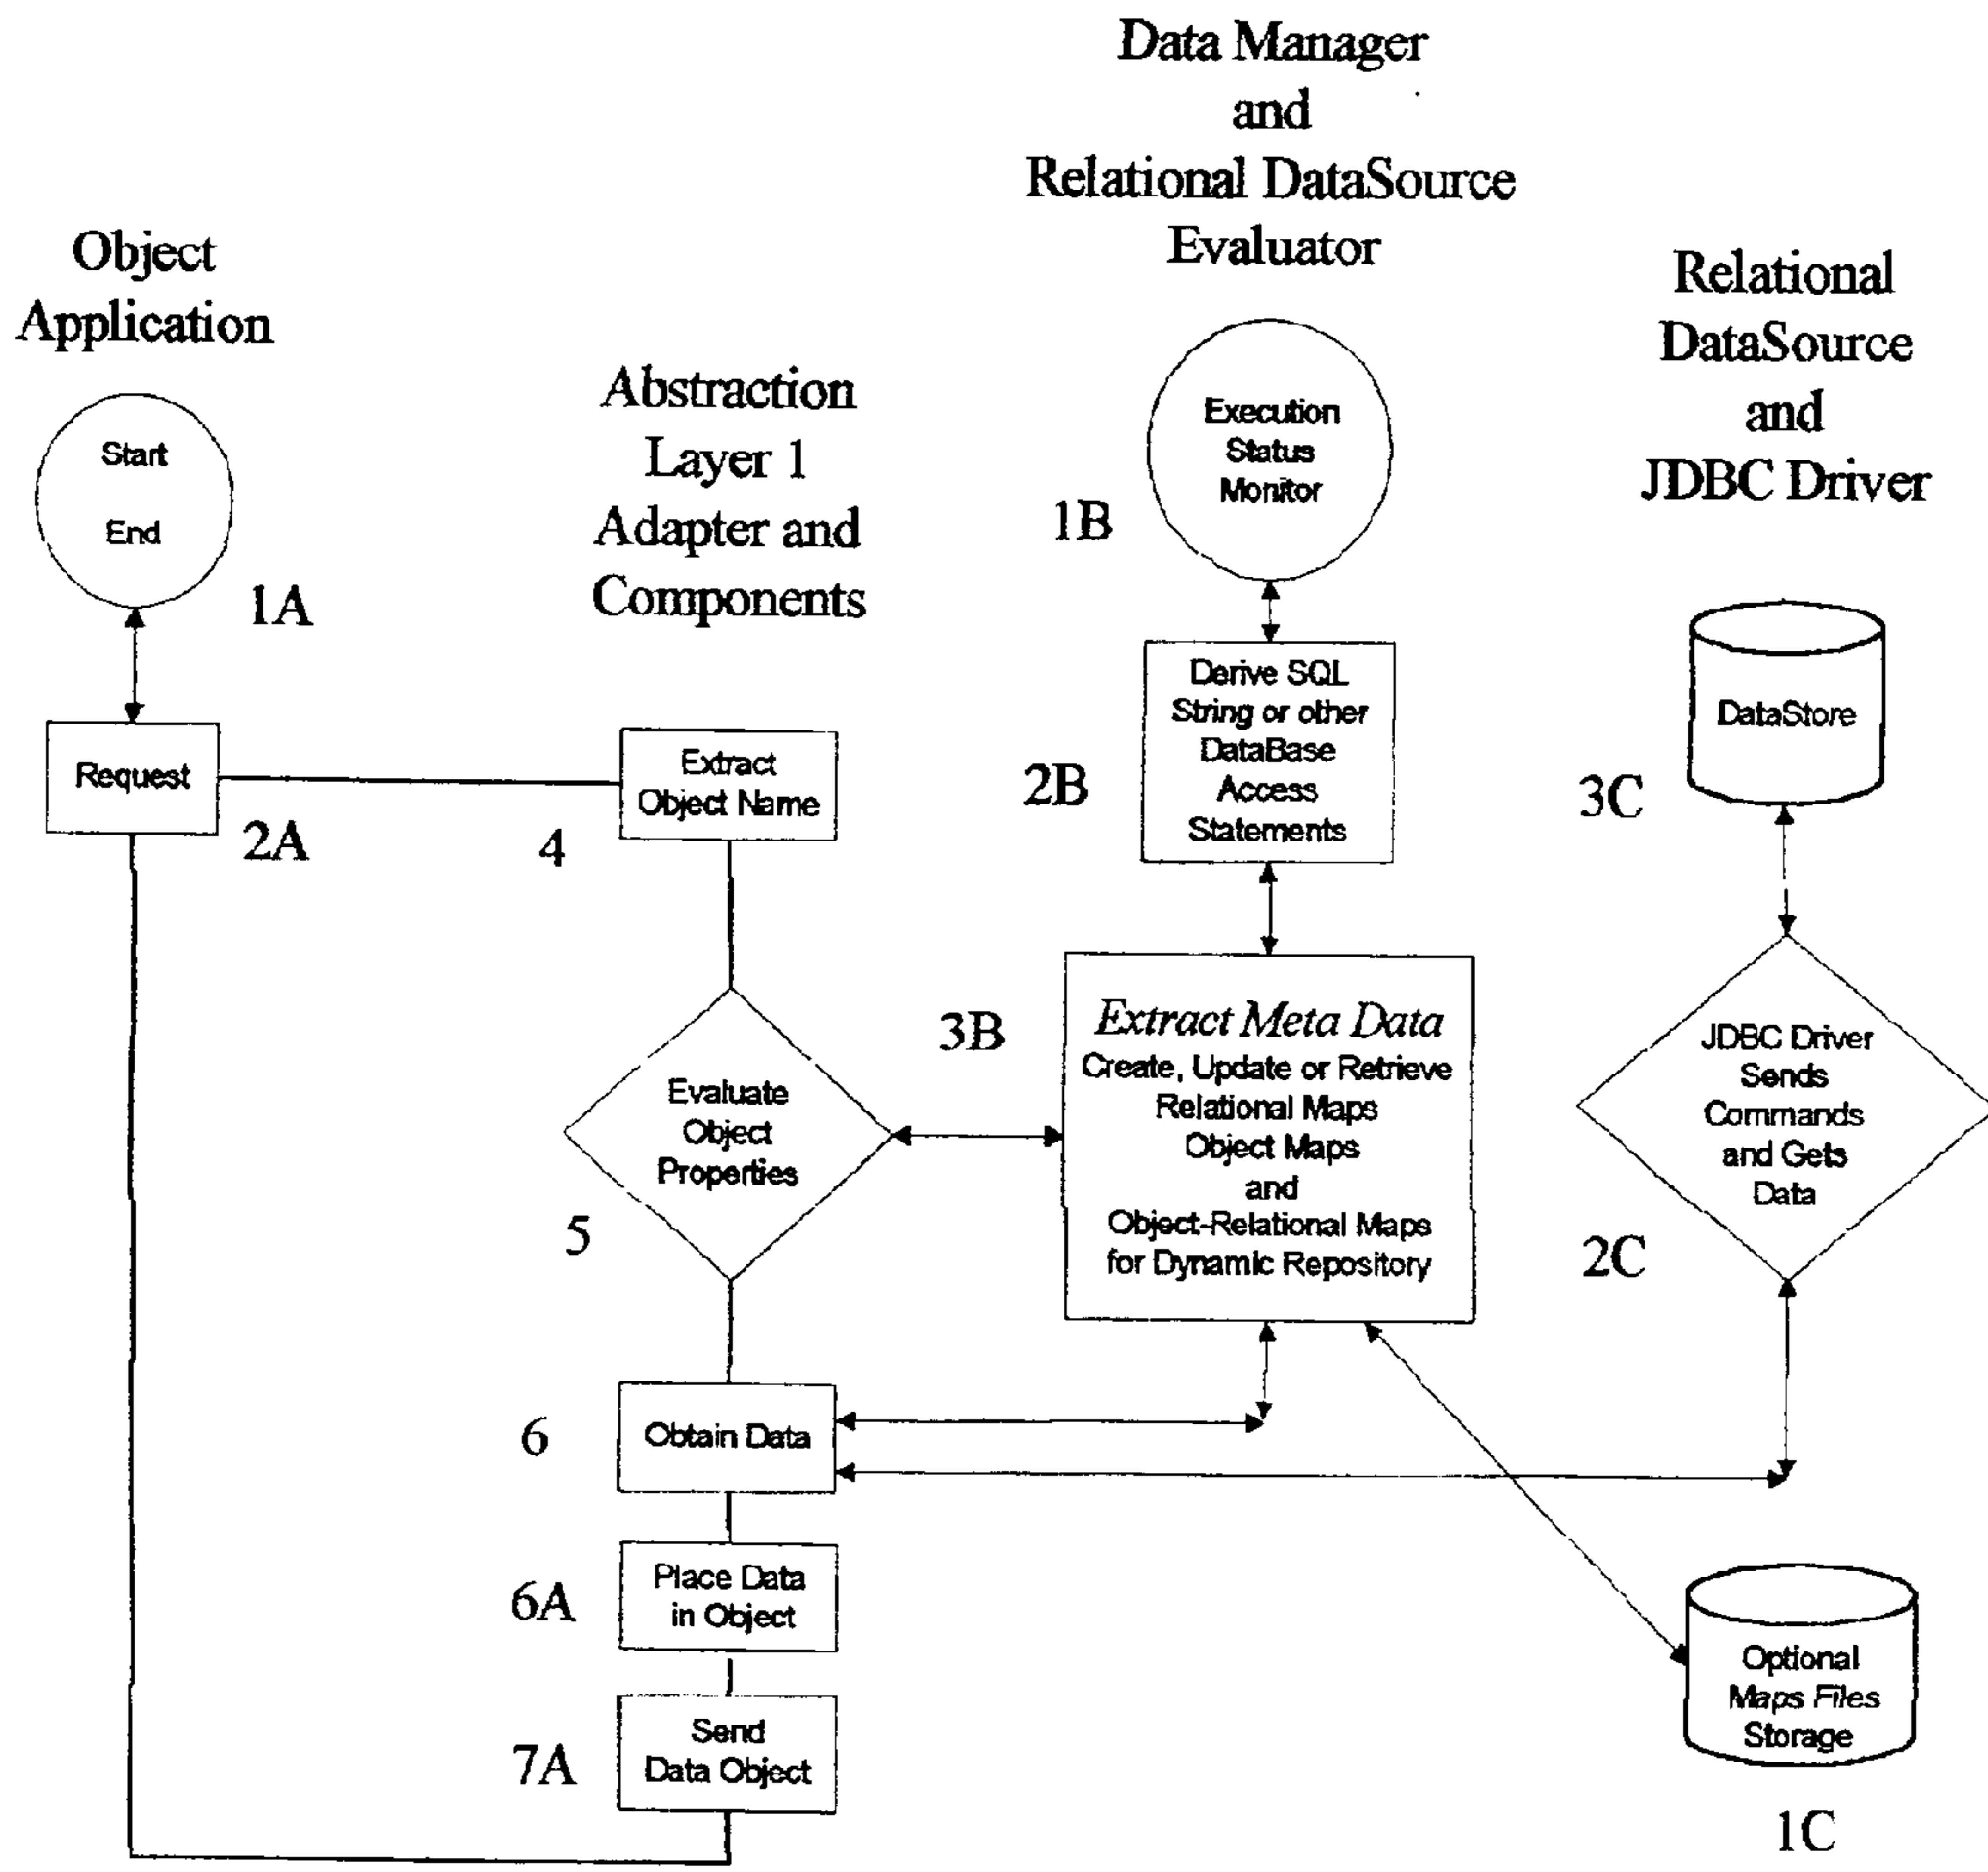 Data Manager
and
Relational DataSource
Evaluator
Object
Application
Abstraction
Layer 1
Adapter and
Components
Relational
DataSource
and
JDBC Driver
Start
End
1A
Request
2A
Extract
Object Name
4
Evaluate
Object
Properties
5
Obtain Data
6
Place Data
in Object
6A
Send
Data Object
7A
Execution
Status
Monitor
1B
Derive SQL
String or other
DataBase
Access
Statements
2B
Extract Meta Data
Create, Update or Retrieve
Relational Maps
Object Maps
and
Object-Relational Maps
for Dynamic Repository
3B
DataStore
3C
JDBC Driver
Sends
Commands
and Gets
Data
2C
Optional
Maps Files
Storage
1C